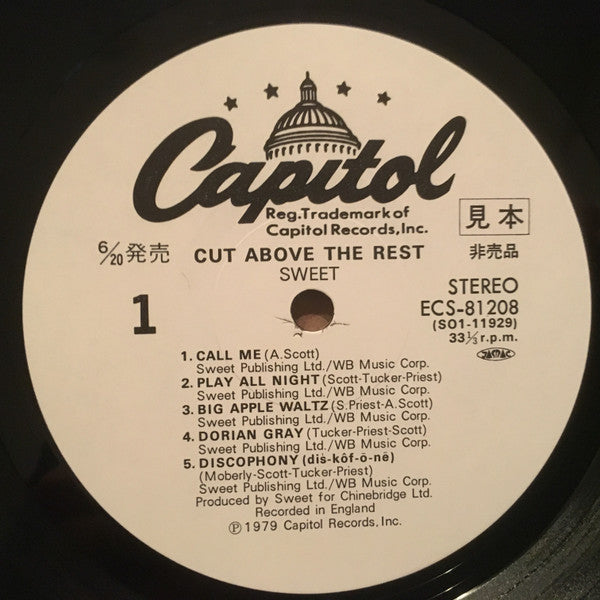 Capitol
Reg.Trademark of
Capitol Records,Inc.
見本
6/20発売
CUT ABOVE THE REST
非売品
SWEET
1
STEREO
ECS-81208
(SO1-11929)
33⅓ r.p.m.
JASRAC
1. CALL ME (A.Scott)
Sweet Publishing Ltd./WB Music Corp.
2. PLAY ALL NIGHT (Scott-Tucker-Priest)
Sweet Publishing Ltd./WB Music Corp.
3. BIG APPLE WALTZ (S.Priest-A.Scott)
Sweet Publishing Ltd./WB Music Corp.
4. DORIAN GRAY (Tucker-Priest-Scott)
Sweet Publishing Ltd./WB Music Corp.
5. DISCOPHONY (dis-kôf-ō-nē)
(Moberly-Scott-Tucker-Priest)
Sweet Publishing Ltd./WB Music Corp.
Produced by Sweet for Chinebridge Ltd.
Recorded in England
℗ 1979 Capitol Records, Inc.